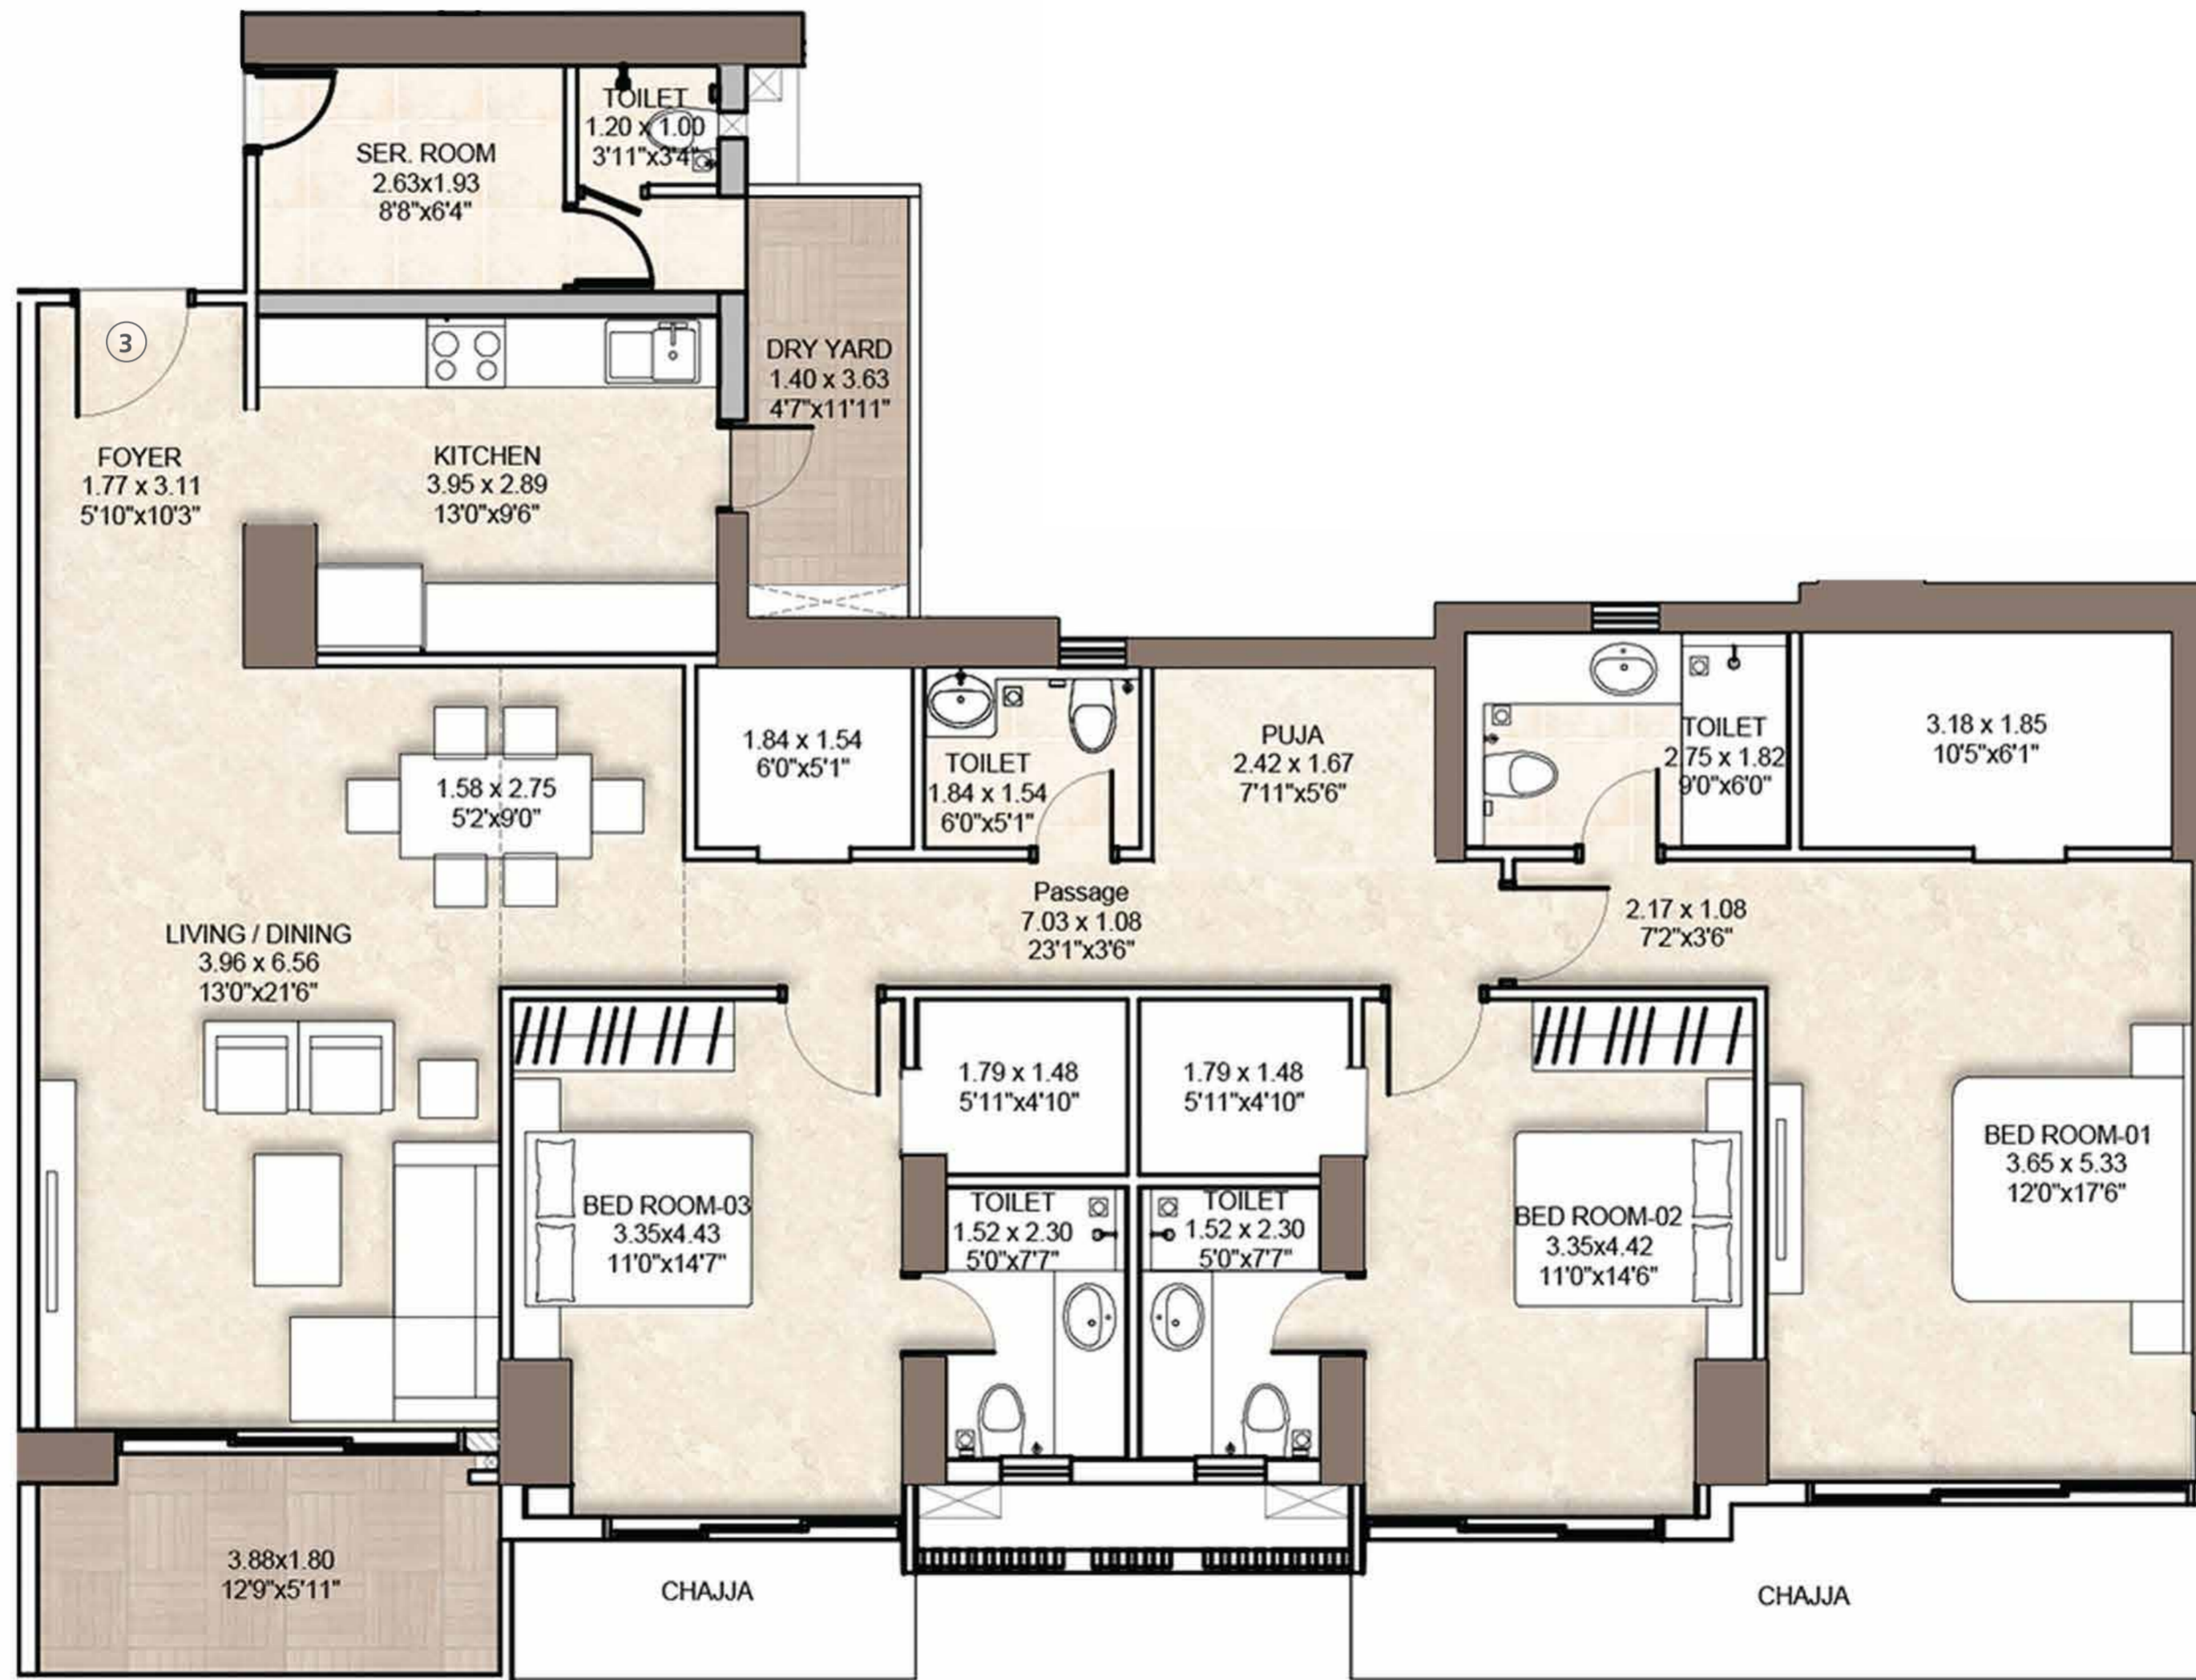 TOILET
1.20 x 1.00
3'11"x3'4"
SER. ROOM
2.63x1.93
8'8"x6'4"
3
DRY YARD
1.40 x 3.63
4'7"x11'11"
FOYER
1.77 x 3.11
5'10"x10'3"
KITCHEN
3.95 x 2.89
13'0"x9'6"
1.84 x 1.54
6'0"x5'1"
TOILET
1.84 x 1.54
6'0"x5'1"
PUJA
2.42 x 1.67
7'11"x5'6"
TOILET
2.75 x 1.82
9'0"x6'0"
3.18 x 1.85
10'5"x6'1"
1.58 x 2.75
5'2'x9'0"
Passage
7.03 x 1.08
23'1"x3'6"
2.17 x 1.08
7'2"x3'6"
LIVING / DINING
3.96 x 6.56
13'0"x21'6"
1.79 x 1.48
5'11"x4'10"
1.79 x 1.48
5'11"x4'10"
BED ROOM-01
3.65 x 5.33
12'0"x17'6"
BED ROOM-03
3.35x4.43
11'0"x14'7"
TOILET
1.52 x 2.30
5'0"x7'7"
TOILET
1.52 x 2.30
5'0"x7'7"
BED ROOM-02
3.35x4.42
11'0"x14'6"
3.88x1.80
12'9"x5'11"
CHAJJA
CHAJJA